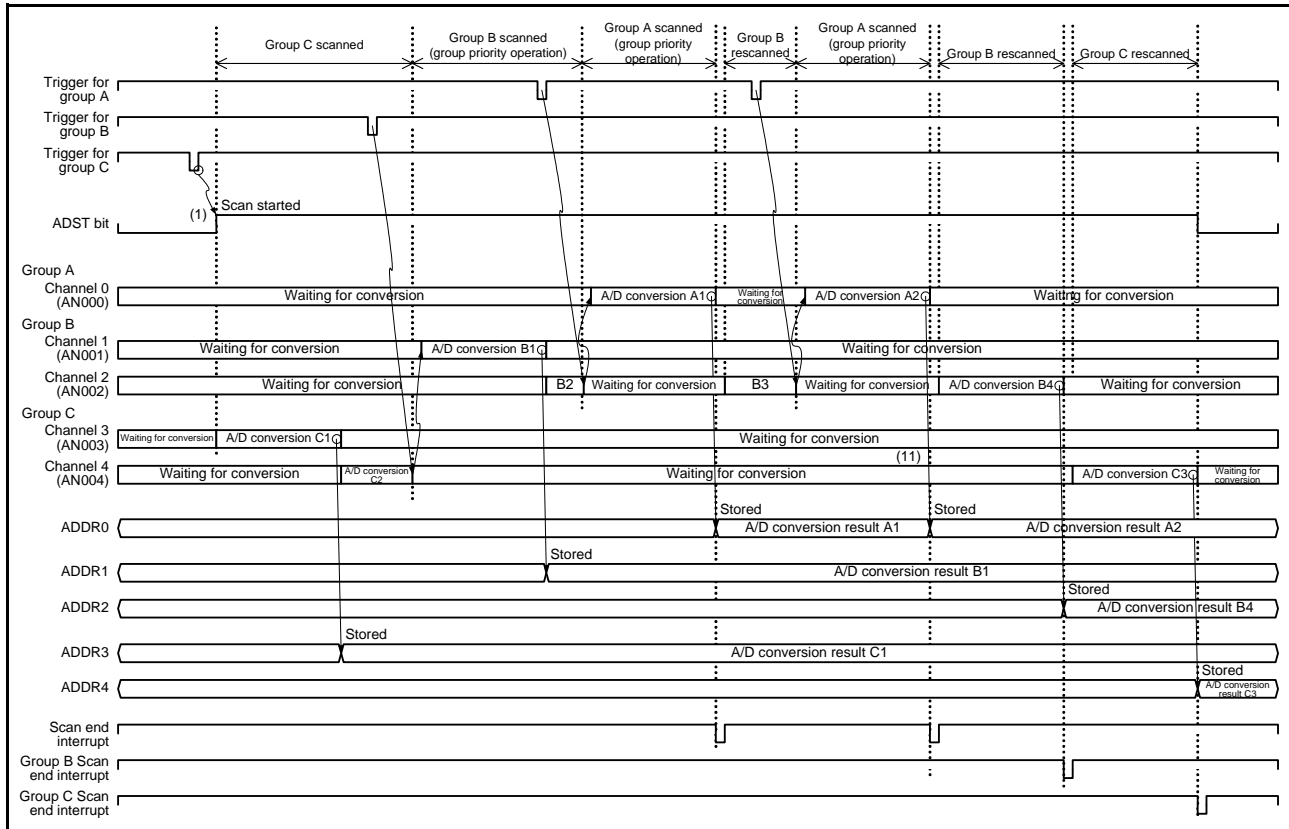 Group C scanned
Group B scanned
(group priority operation)
Group A scanned
(group priority
operation)
Group B
rescanned
Group A scanned
(group priority
operation)
Group B rescanned
Group C rescanned
Trigger for
group A
Trigger for
group B
Trigger for
group C
(1)
Scan started
ADST bit
Group A
Channel 0
(AN000)
Waiting for conversion
A/D conversion A1
Waiting for
conversion
A/D conversion A2
Waiting for conversion
Group B
Channel 1
(AN001)
Waiting for conversion
A/D conversion B1
Waiting for conversion
Channel 2
(AN002)
Waiting for conversion
B2
Waiting for conversion
B3
Waiting for conversion
A/D conversion B4
Waiting for conversion
Group C
Channel 3
(AN003)
Waiting for conversion
A/D conversion C1
Waiting for conversion
(11)
Channel 4
(AN004)
Waiting for conversion
A/D conversion
C2
Waiting for conversion
A/D conversion C3
Waiting for
conversion
ADDR0
Stored
A/D conversion result A1
Stored
A/D conversion result A2
ADDR1
Stored
A/D conversion result B1
ADDR2
Stored
A/D conversion result B4
ADDR3
Stored
A/D conversion result C1
ADDR4
Stored
A/D conversion
result C3
Scan end
interrupt
Group B Scan
end interrupt
Group C Scan
end interrupt